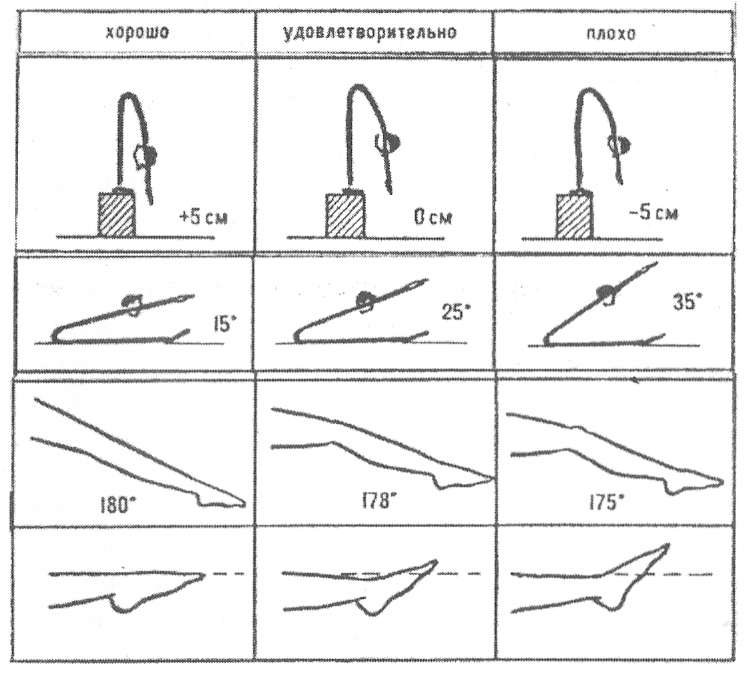 хорошо удовлетворительно плохо
+5 см 0 см -5 см
15° 25° 35°
180° 178° 175°